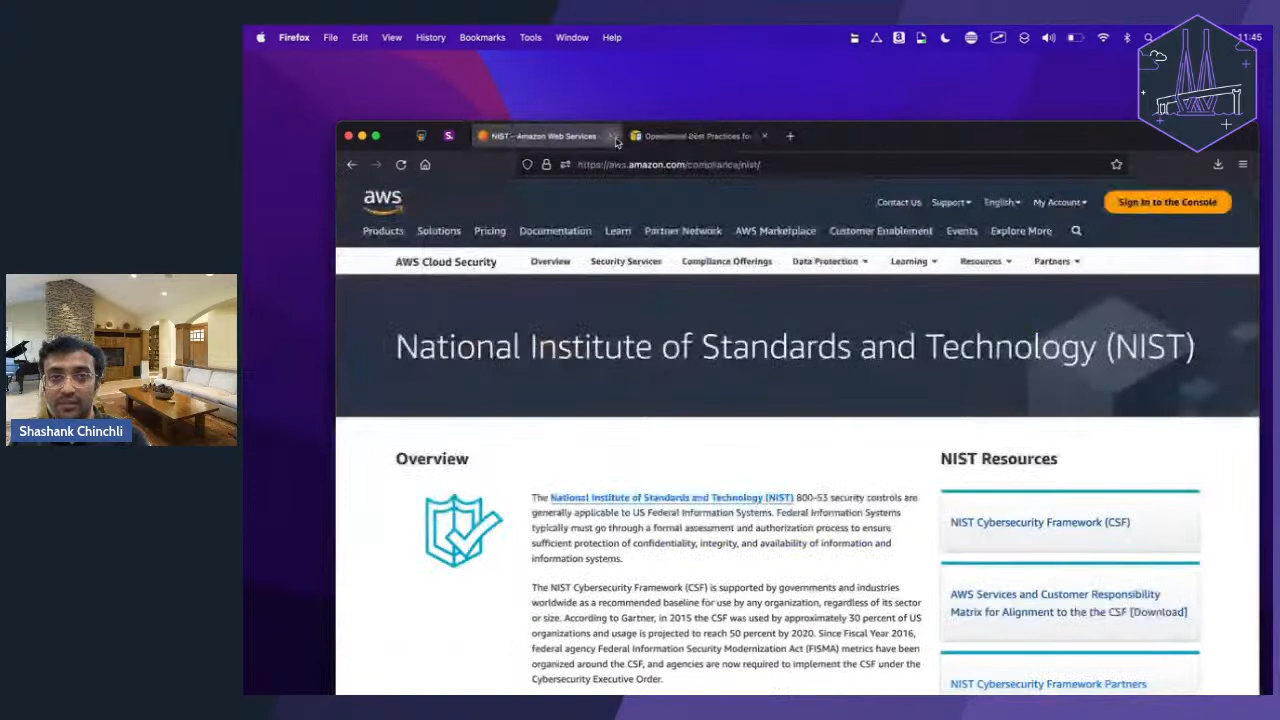 Firefox File Edit View History Bookmarks Tools Window Help
11:45
S.
NIST – Amazon Web Services
Operational Best Practices fo
https://aws.amazon.com/compliance/nist/
aws
Contact Us Support English My Account Sign In to the Console
Products Solutions Pricing Documentation Learn Partner Network AWS Marketplace Customer Enablement Events Explore More
AWS Cloud Security Overview Security Services Compliance Offerings Data Protection Learning Resources Partners
National Institute of Standards and Technology (NIST)
Overview
The National Institute of Standards and Technology (NIST) 800-53 security controls are
generally applicable to US Federal Information Systems. Federal Information Systems
typically must go through a formal assessment and authorization process to ensure
sufficient protection of confidentiality, integrity, and availability of information and
information systems.
The NIST Cybersecurity Framework (CSF) is supported by governments and industries
worldwide as a recommended baseline for use by any organization, regardless of its sector
or size. According to Gartner, in 2015 the CSF was used by approximately 30 percent of US
organizations and usage is projected to reach 50 percent by 2020. Since Fiscal Year 2016,
federal agency Federal Information Security Modernization Act (FISMA) metrics have been
organized around the CSF, and agencies are now required to implement the CSF under the
Cybersecurity Executive Order.
NIST Resources
NIST Cybersecurity Framework (CSF)
AWS Services and Customer Responsibility
Matrix for Alignment to the the CSF [Download]
NIST Cybersecurity Framework Partners
Shashank Chinchli